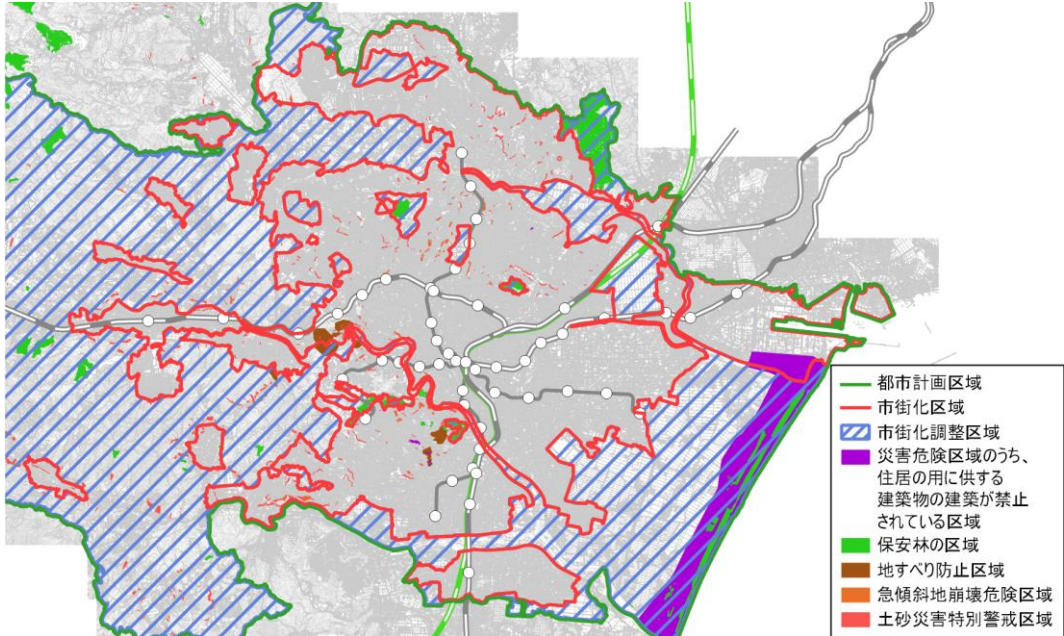 都市計画区域
市街化区域
市街化調整区域
災害危険区域のうち、
住居の用に供する
建築物の建築が禁止
されている区域
保安林の区域
地すべり防止区域
急傾斜地崩壊危険区域
土砂災害特別警戒区域